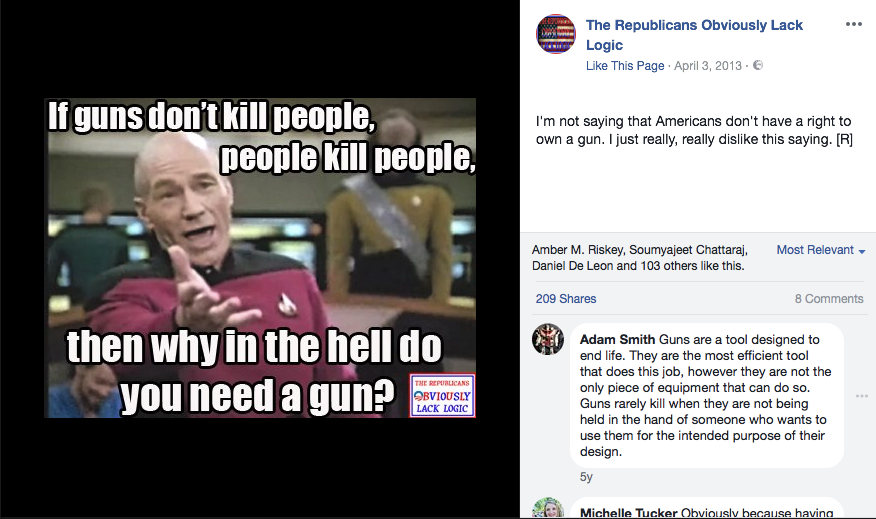 If guns don't kill people,
people kill people,
then why in the hell do
you need a gun?
THE REPUBLICANS
OBVIOUSLY
LACK LOGIC
The Republicans Obviously Lack
Logic
Like This Page · April 3, 2013 ·
I'm not saying that Americans don't have a right to
own a gun. I just really, really dislike this saying. [R]
Amber M. Riskey, Soumyajeet Chattaraj,
Daniel De Leon and 103 others like this.
Most Relevant
209 Shares
8 Comments
Adam Smith Guns are a tool designed to
end life. They are the most efficient tool
that does this job, however they are not the
only piece of equipment that can do so.
Guns rarely kill when they are not being
held in the hand of someone who wants to
use them for the intended purpose of their
design.
5y
Michelle Tucker Obviously because having